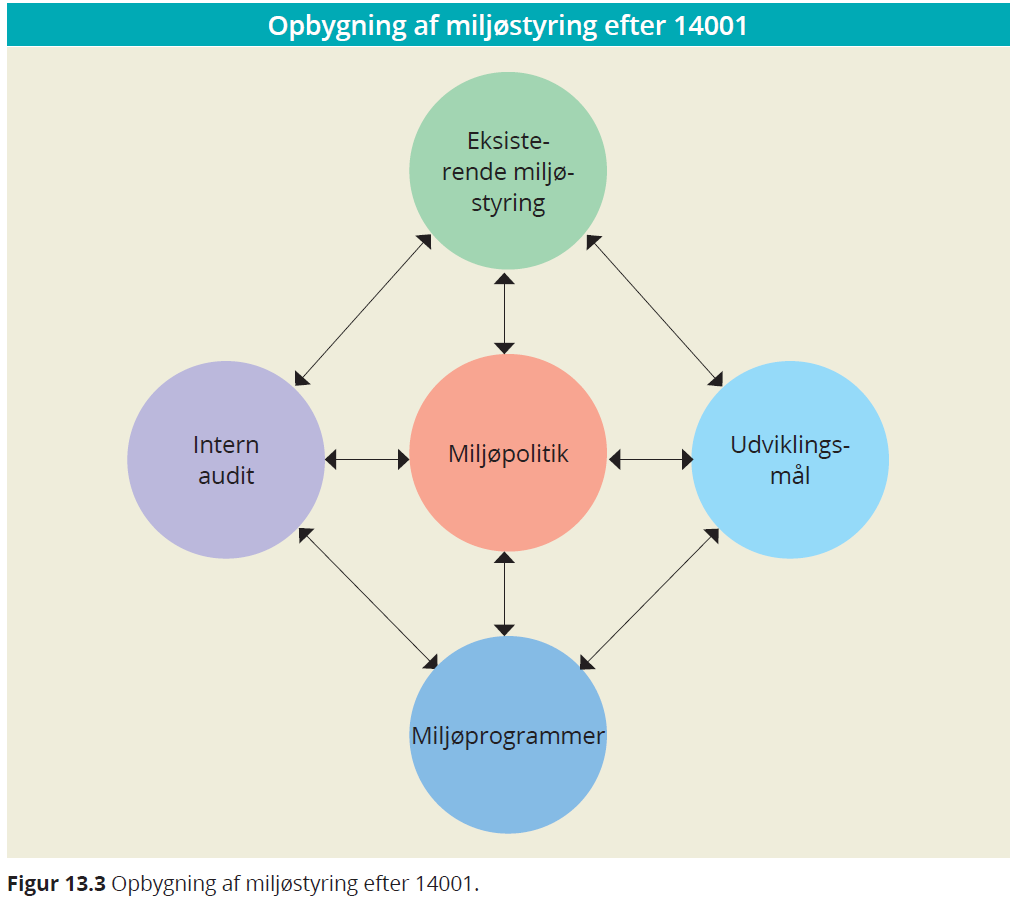 Opbygning af miljøstyring efter 14001
Eksiste-
rende miljø-
styring
Intern
audit
Miljøpolitik
Udviklings-
mål
Miljøprogrammer
Figur 13.3 Opbygning af miljøstyring efter 14001.